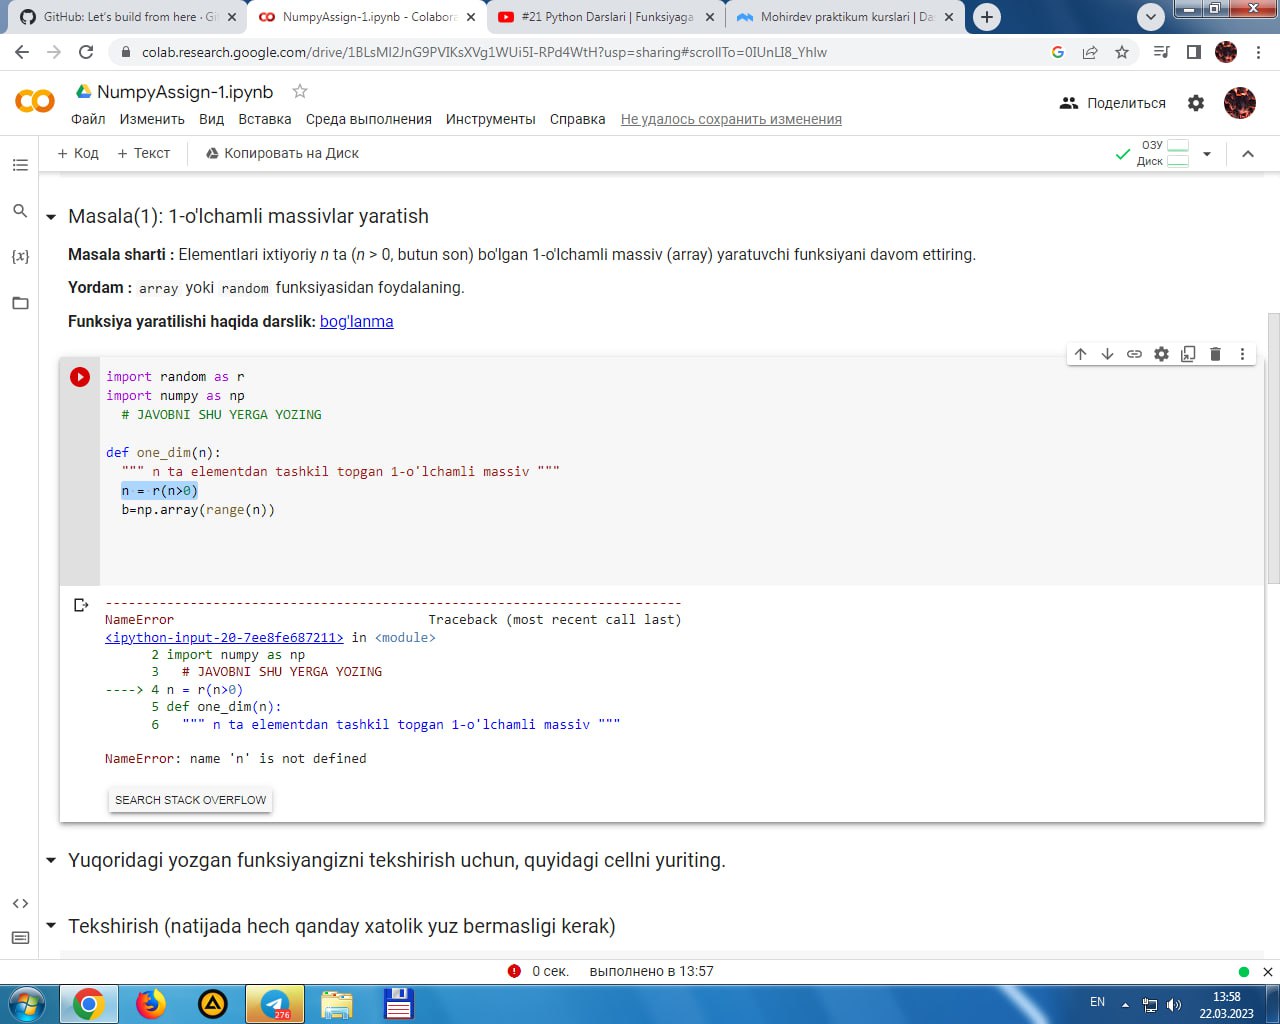 GitHub: Let's build from here · Gi
NumpyAssign-1.ipynb - Colabora
#21 Python Darslari | Funksiyaga
Mohirdev praktikum kurslari | Da
colab.research.google.com/drive/1BLsMI2JnG9PVIKsXVg1WUi5I-RPd4WtH?usp=sharing#scrollTo=0IUnLI8_YhIw
NumpyAssign-1.ipynb
Поделиться
Файл Изменить Вид Вставка Среда выполнения Инструменты Справка Не удалось сохранить изменения
+ Код + Текст Копировать на Диск
ОЗУ
Диск
Masala(1): 1-o'lchamli massivlar yaratish
Masala sharti : Elementlari ixtiyoriy n ta (n > 0, butun son) bo'lgan 1-o'lchamli massiv (array) yaratuvchi funksiyani davom ettiring.
Yordam : array yoki random funksiyasidan foydalaning.
Funksiya yaratilishi haqida darslik: bog'lanma
import random as r
import numpy as np
# JAVOBNI SHU YERGA YOZING
def one_dim(n):
""" n ta elementdan tashkil topgan 1-o'lchamli massiv """
n = r(n>0)
b=np.array(range(n))
---------------------------------------------------------------------------
NameError Traceback (most recent call last)
<ipython-input-20-7ee8fe687211> in <module>
2 import numpy as np
3 # JAVOBNI SHU YERGA YOZING
----> 4 n = r(n>0)
5 def one_dim(n):
6 """ n ta elementdan tashkil topgan 1-o'lchamli massiv """
NameError: name 'n' is not defined
SEARCH STACK OVERFLOW
Yuqoridagi yozgan funksiyangizni tekshirish uchun, quyidagi cellni yuriting.
Tekshirish (natijada hech qanday xatolik yuz bermasligi kerak)
0 сек. выполнено в 13:57
276
EN
13:58
22.03.2023